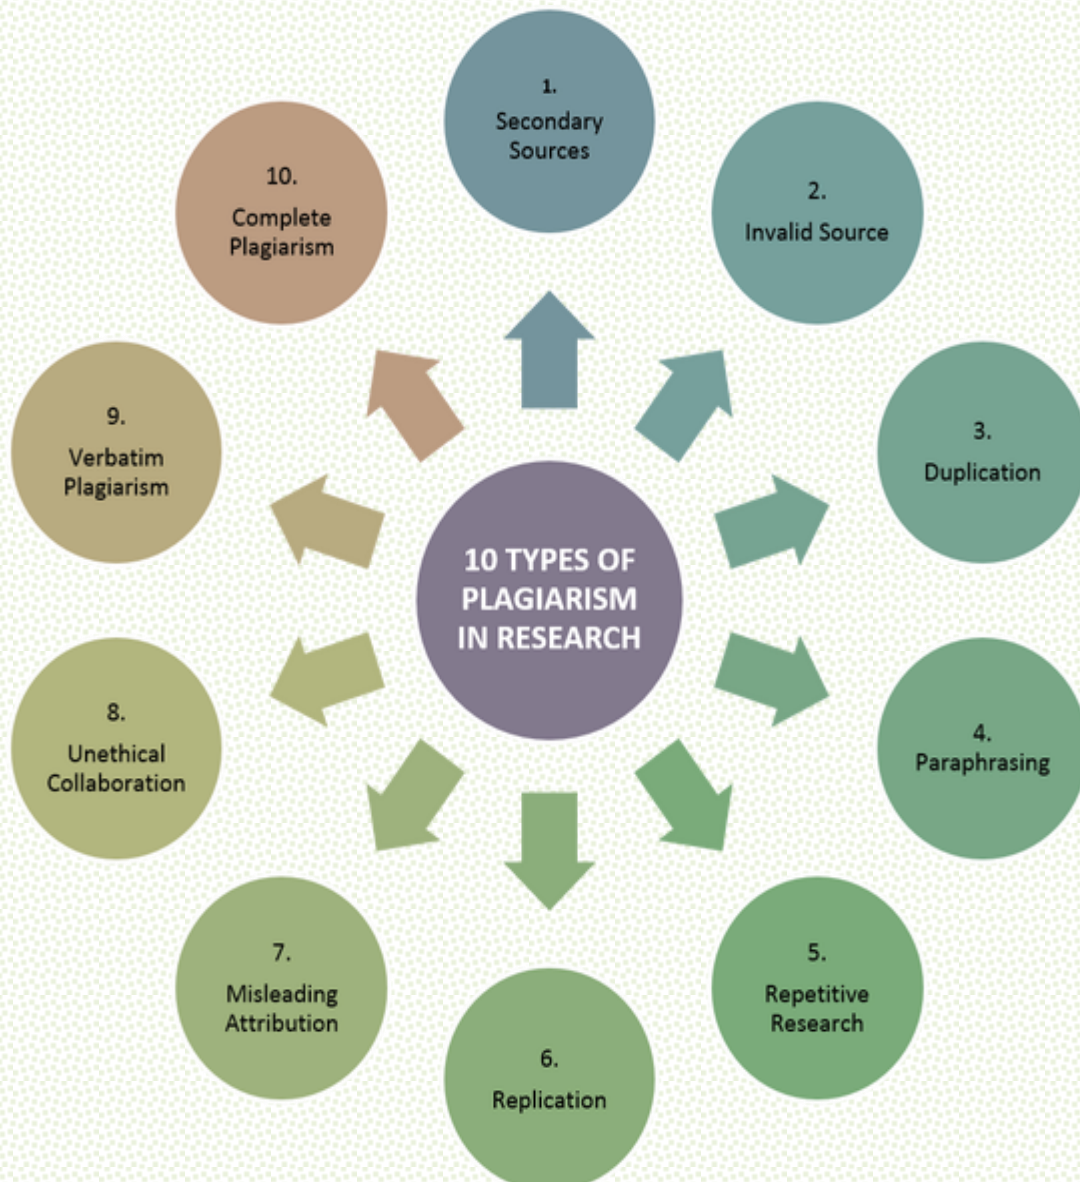 10 TYPES OF
PLAGIARISM
IN RESEARCH
1.
Secondary
Sources
2.
Invalid Source
3.
Duplication
4.
Paraphrasing
5.
Repetitive
Research
6.
Replication
7.
Misleading
Attribution
8.
Unethical
Collaboration
9.
Verbatim
Plagiarism
10.
Complete
Plagiarism